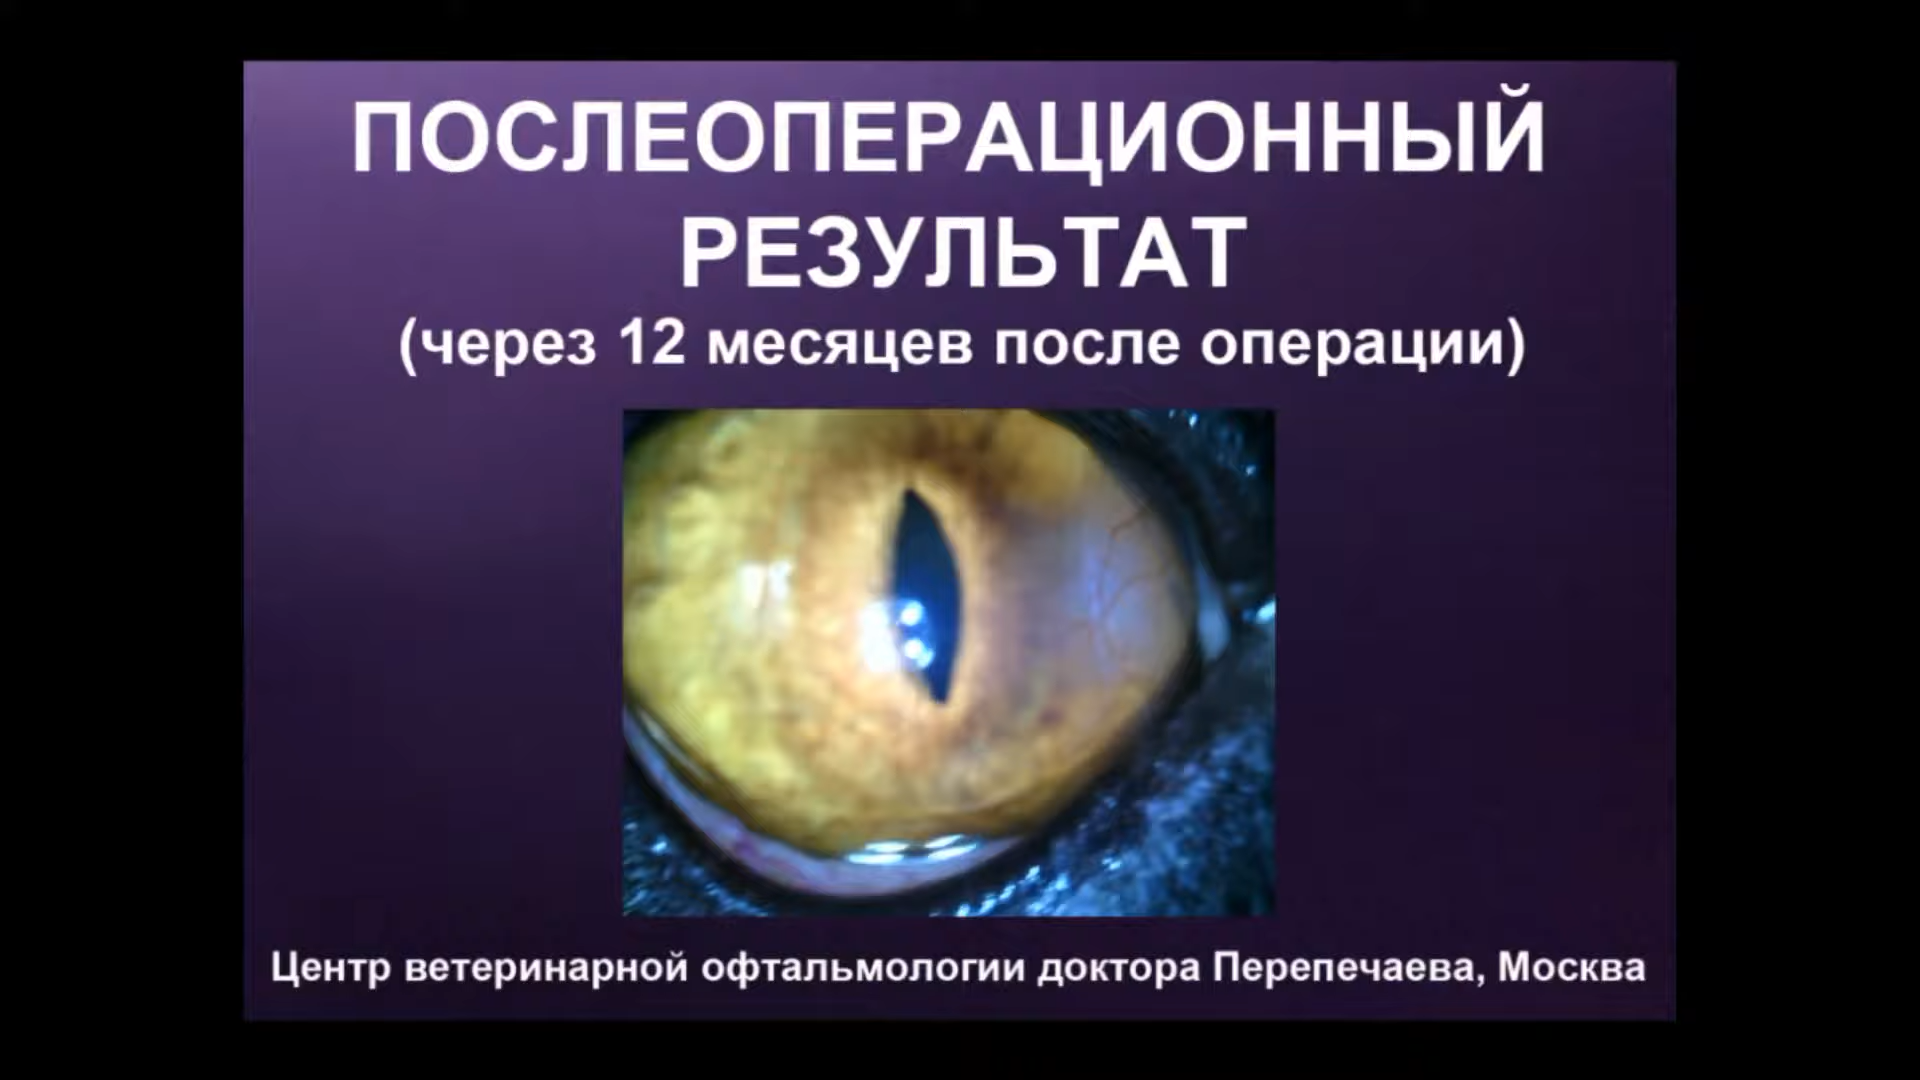 ПОСЛЕОПЕРАЦИОННЫЙ
РЕЗУЛЬТАТ
(через 12 месяцев после операции)
Центр ветеринарной офтальмологии доктора Перепечаева, Москва